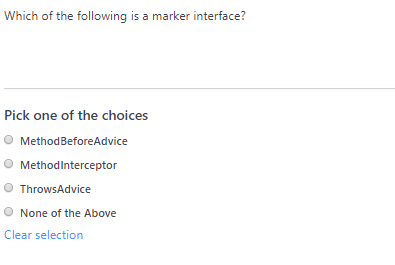 Which of the following is a marker interface?
Pick one of the choices
MethodBeforeAdvice
MethodInterceptor
ThrowsAdvice
None of the Above
Clear selection